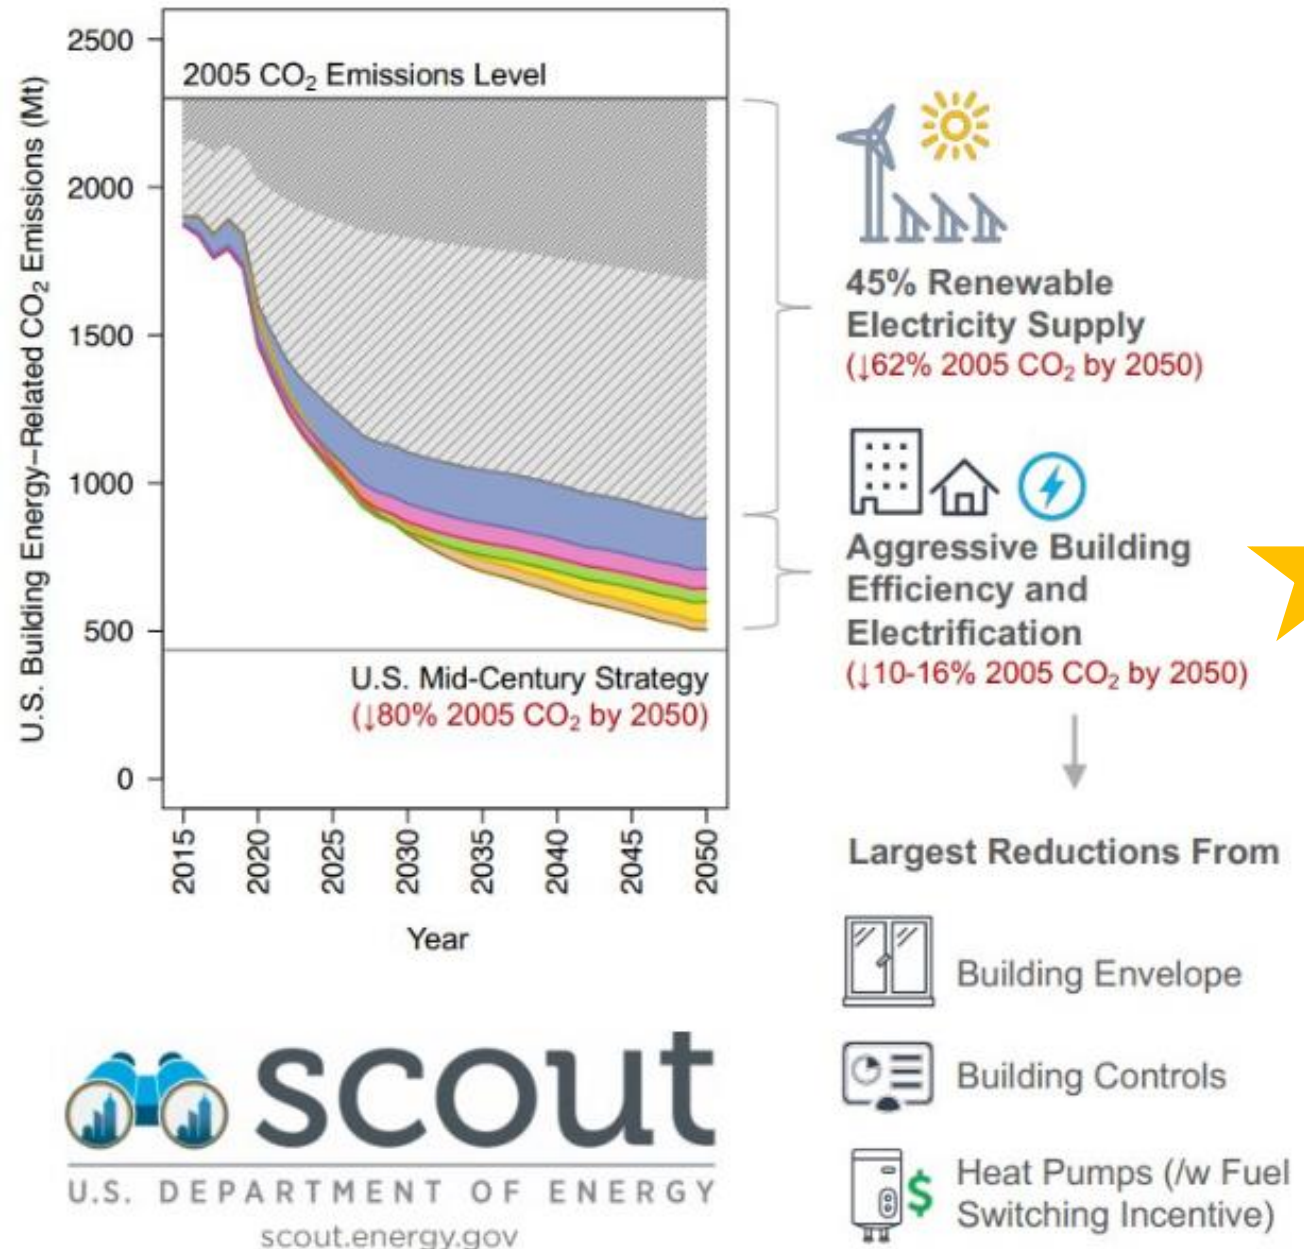 U.S. Building Energy−Related CO₂ Emissions (Mt)
2500
2000
1500
1000
500
0
2005 CO₂ Emissions Level
U.S. Mid-Century Strategy
(↓80% 2005 CO₂ by 2050)
2015
2020
2025
2030
2035
2040
2045
2050
Year
45% Renewable
Electricity Supply
(↓62% 2005 CO₂ by 2050)
Aggressive Building
Efficiency and
Electrification
(↓10-16% 2005 CO₂ by 2050)
Largest Reductions From
Building Envelope
Building Controls
$
Heat Pumps (/w Fuel
Switching Incentive)
scout
U.S. DEPARTMENT OF ENERGY
scout.energy.gov